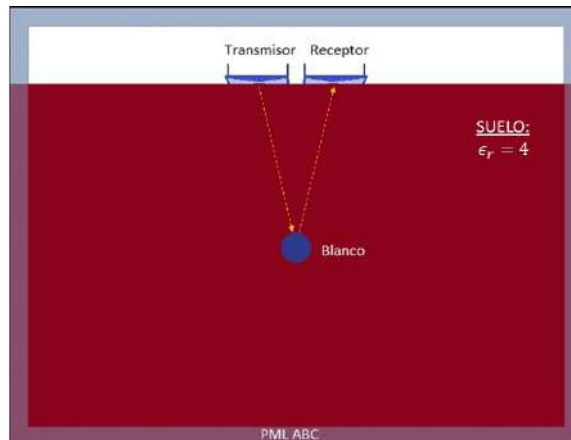 Transmisor Receptor
SUELO:
ϵᵣ = 4
Blanco
PML ABC